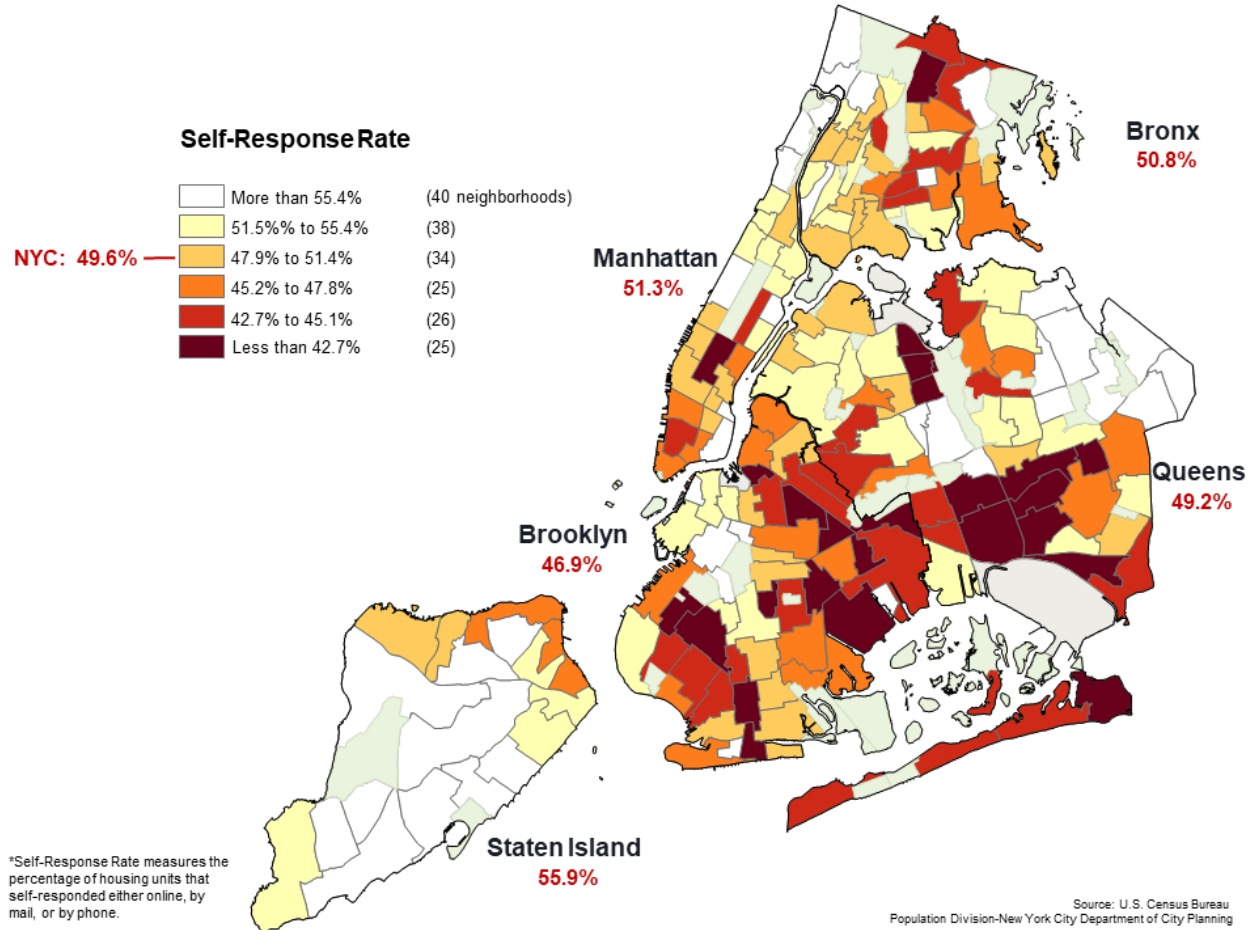 Self-Response Rate
More than 55.4% (40 neighborhoods)
51.5%% to 55.4% (38)
NYC: 49.6%
47.9% to 51.4% (34)
45.2% to 47.8% (25)
42.7% to 45.1% (26)
Less than 42.7% (25)
Bronx
50.8%
Manhattan
51.3%
Queens
49.2%
Brooklyn
46.9%
Staten Island
55.9%
*Self-Response Rate measures the
percentage of housing units that
self-responded either online, by
mail, or by phone.
Source: U.S. Census Bureau
Population Division-New York City Department of City Planning